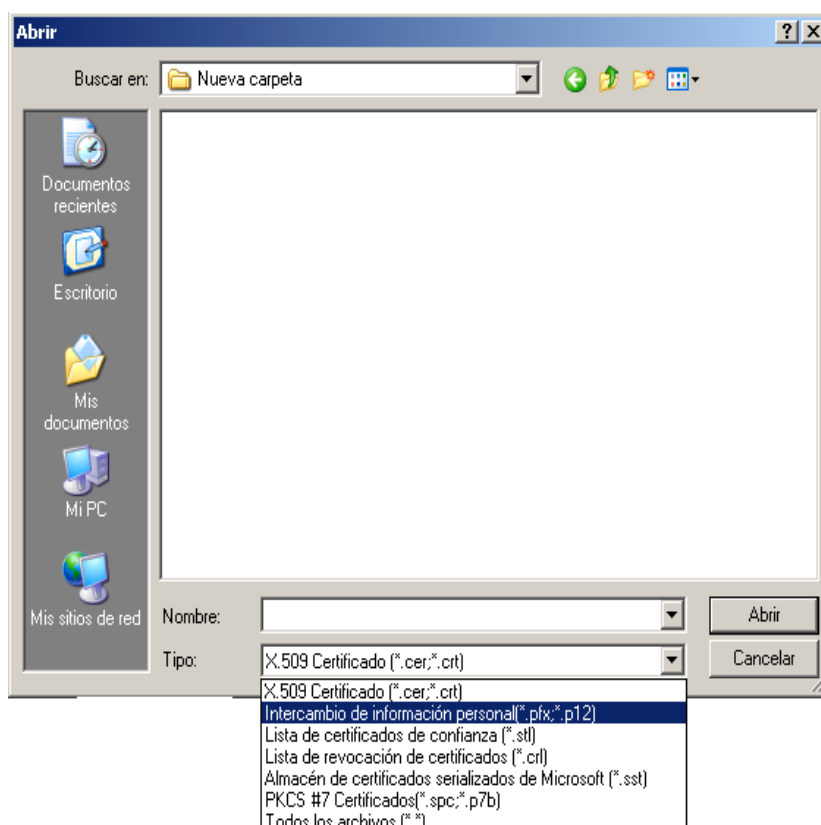 Abrir
Buscar en:
Nueva carpeta
Documentos
recientes
Escritorio
Mis
documentos
Mi PC
Mis sitios de red
Nombre:
Abrir
Tipo:
X.509 Certificado (*.cer;*.crt)
Cancelar
X.509 Certificado (*.cer;*.crt)
Intercambio de información personal(*.pfx;*.p12)
Lista de certificados de confianza (*.stl)
Lista de revocación de certificados (*.crl)
Almacén de certificados serializados de Microsoft (*.sst)
PKCS #7 Certificados(*.spc;*.p7b)
Todos los archivos (*.*)